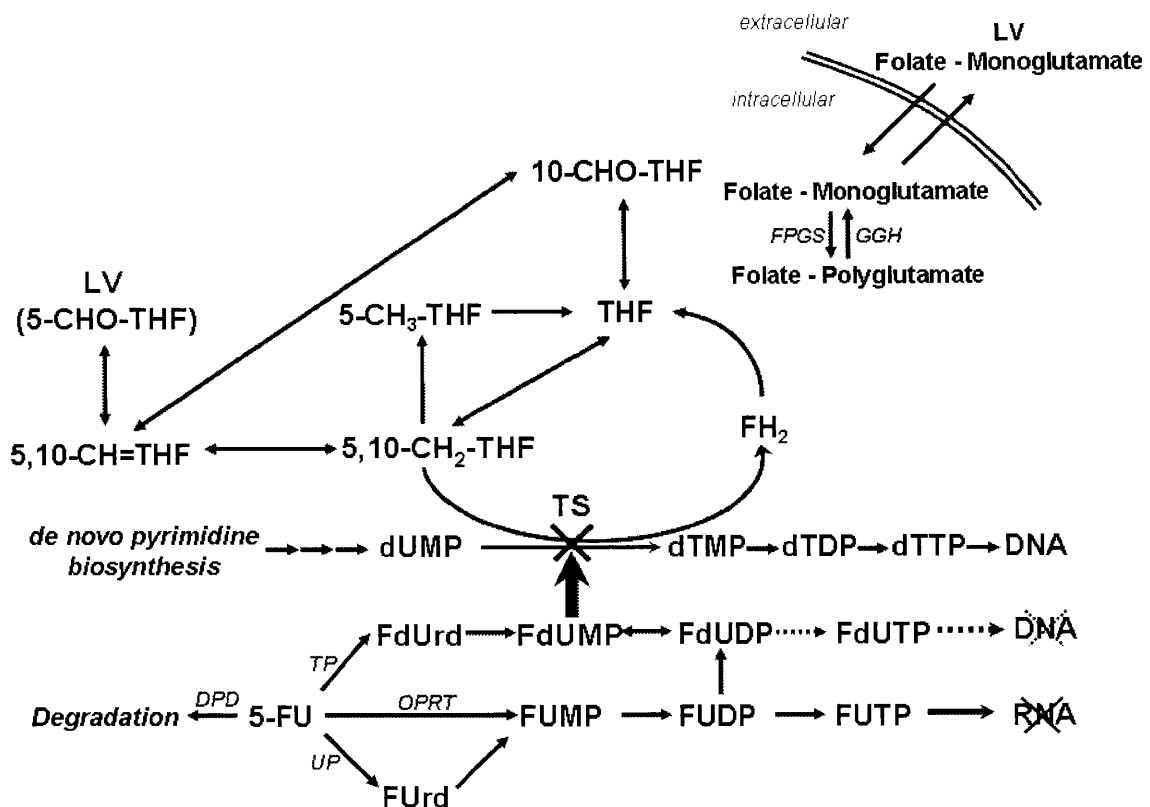 extracellular
LV
Folate - Monoglutamate
intracellular
10-CHO-THF
Folate - Monoglutamate
FPGS GGH
Folate - Polyglutamate
LV
(5-CHO-THF)
5-CH₃-THF THF
5,10-CH=THF 5,10-CH₂-THF FH₂
TS
de novo pyrimidine
biosynthesis
dUMP dTMP dTDP dTTP DNA
FdUrd FdUMP FdUDP FdUTP DNA
TP
Degradation DPD 5-FU OPRT FUMP FUDP FUTP RNA
UP
FUrd